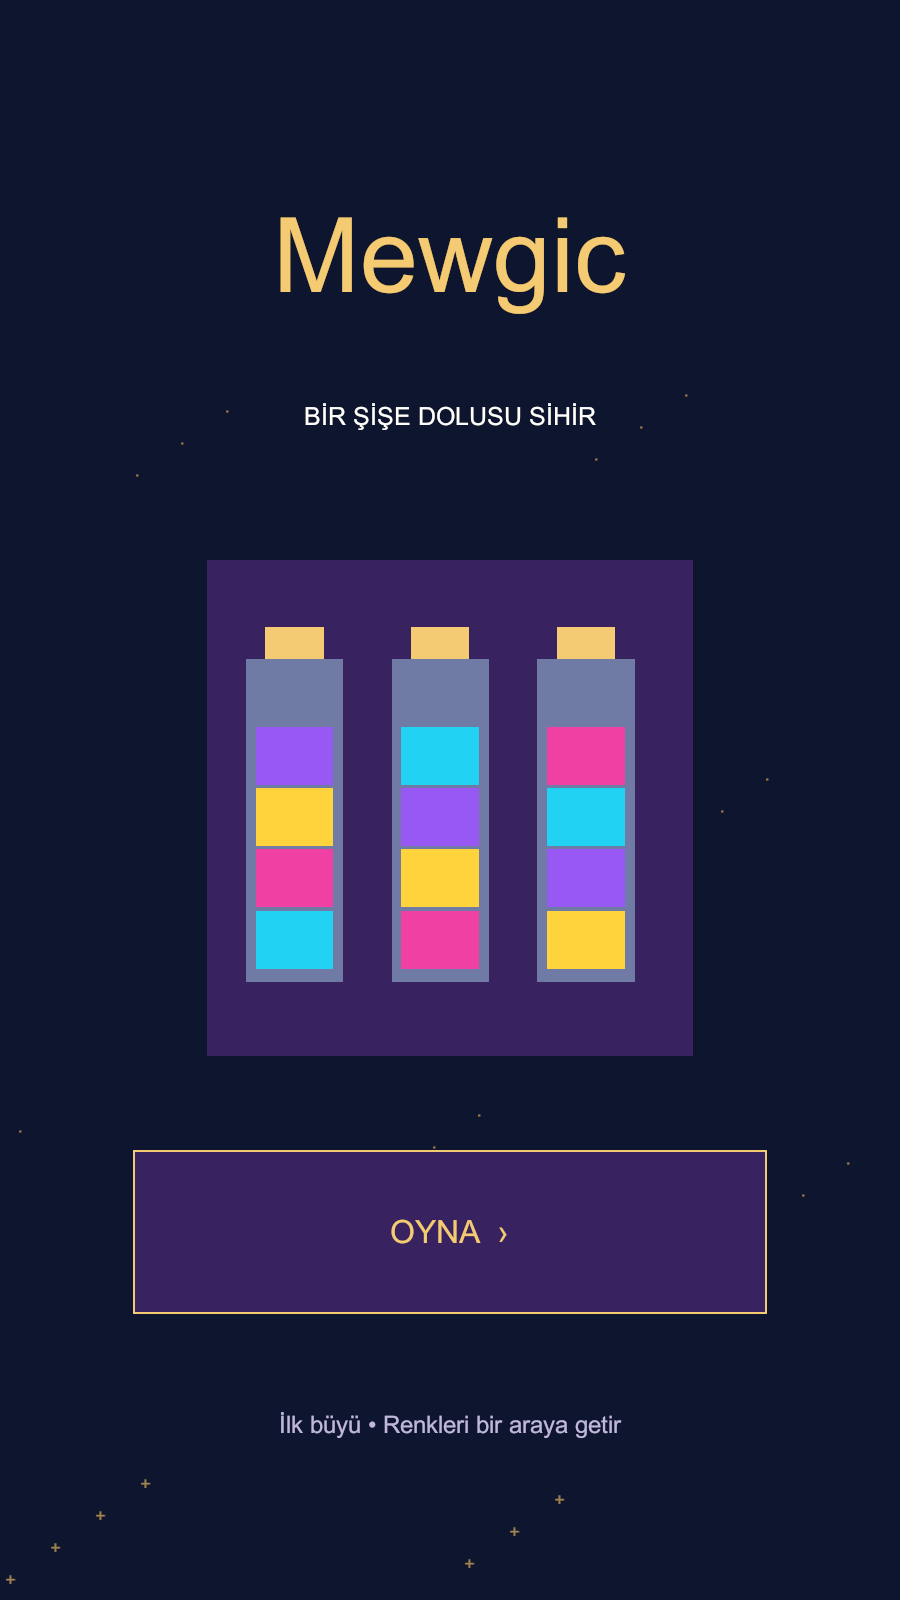 Mewgic
BİR ŞİŞE DOLUSU SİHİR
OYNA ›
İlk büyü • Renkleri bir araya getir